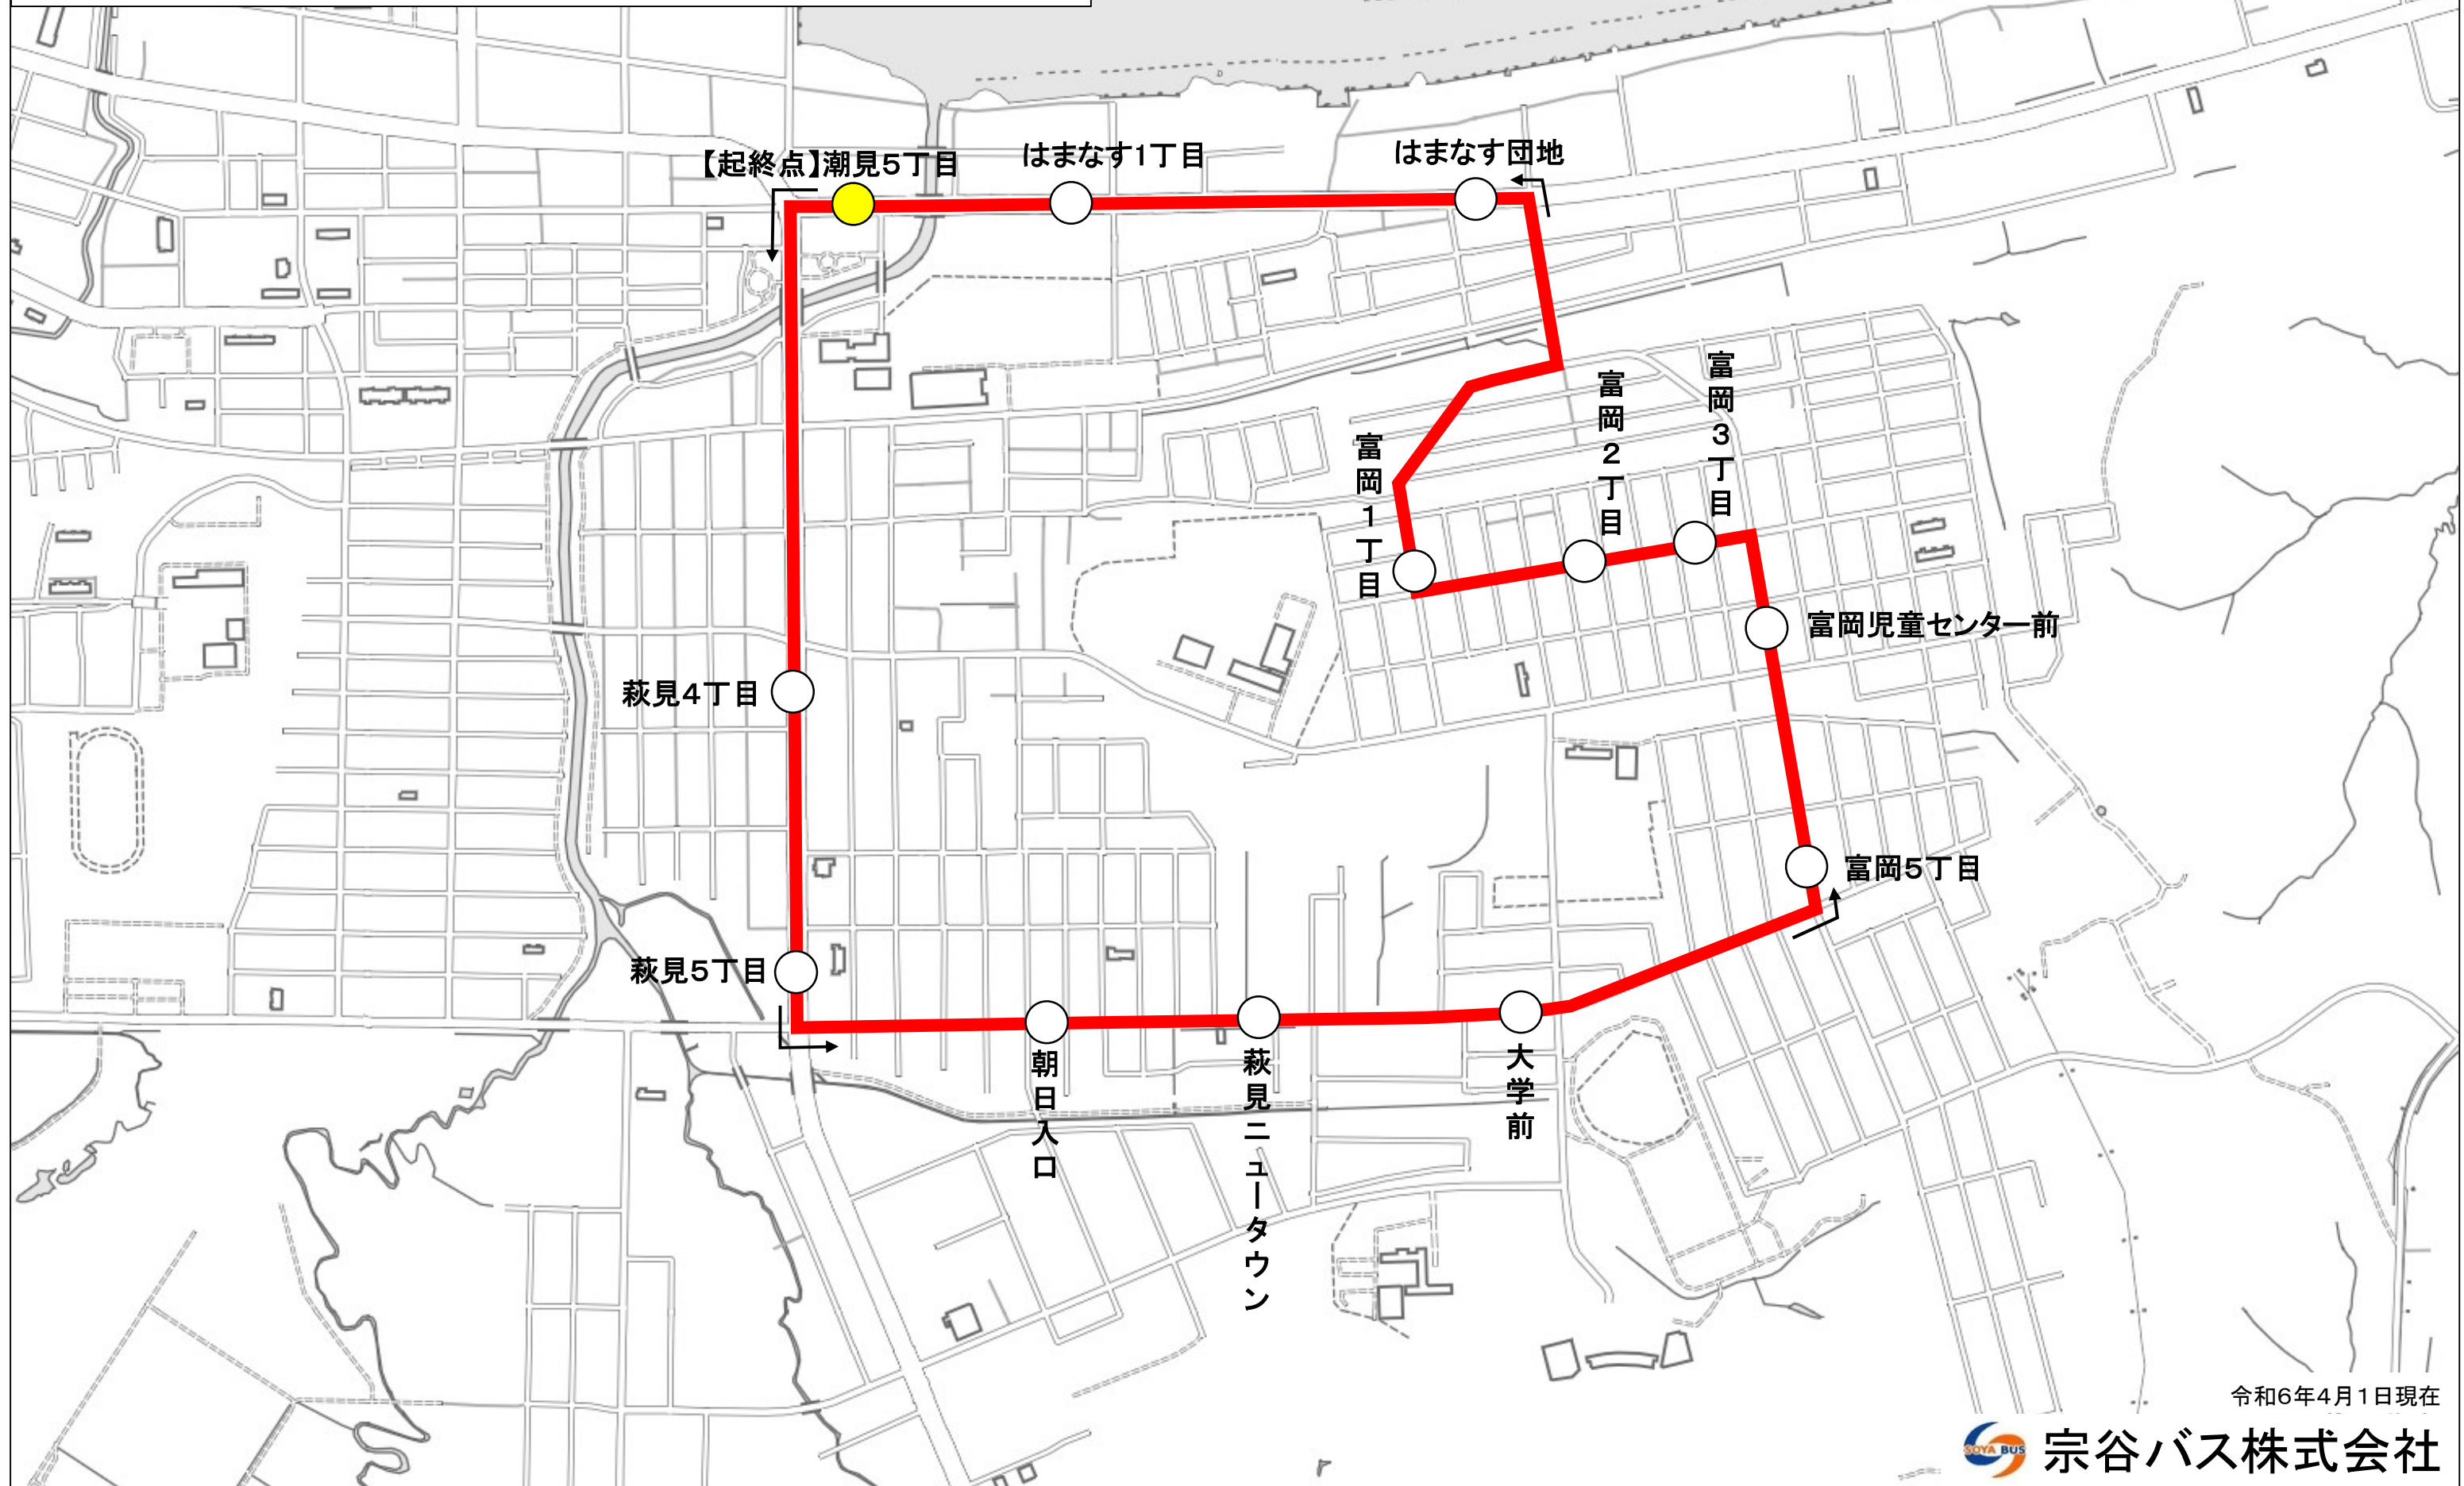 【起終点】潮見5丁目
はまなす1丁目
はまなす団地
富岡1丁目
富岡2丁目
富岡3丁目
富岡児童センター前
萩見4丁目
富岡5丁目
萩見5丁目
朝日入口
萩見ニュータウン
大学前
令和6年4月1日現在
SOYA BUS
宗谷バス株式会社